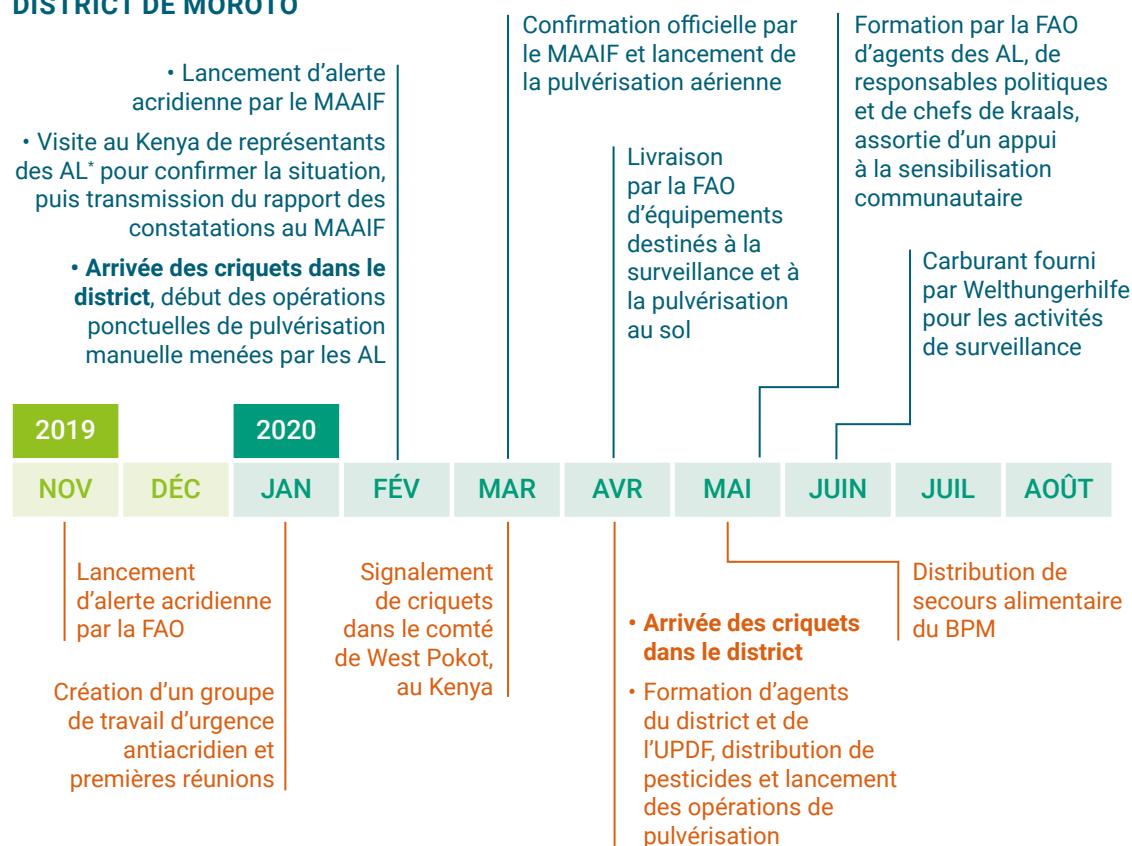 DISTRICT DE MOROTO
• Lancement d'alerte
acridienne par le MAAIF
• Visite au Kenya de représentants
des AL* pour confirmer la situation,
puis transmission du rapport des
constatations au MAAIF
• Arrivée des criquets dans le
district, début des opérations
ponctuelles de pulvérisation
manuelle menées par les AL
Confirmation officielle par
le MAAIF et lancement de
la pulvérisation aérienne
Livraison
par la FAO
d'équipements
destinés à la
surveillance et à
la pulvérisation
au sol
Formation par la FAO
d'agents des AL, de
responsables politiques
et de chefs de kraals,
assortie d'un appui
à la sensibilisation
communautaire
Carburant fourni
par Welthungerhilfe
pour les activités
de surveillance
2019
2020
NOV
DÉC
JAN
FÉV
MAR
AVR
MAI
JUIN
JUIL
AOÛT
Lancement
d'alerte acridienne
par la FAO
Création d'un groupe
de travail d'urgence
antiacridien et
premières réunions
Signalement
de criquets
dans le comté
de West Pokot,
au Kenya
• Arrivée des criquets
dans le district
• Formation d'agents
du district et de
l'UPDF, distribution de
pesticides et lancement
des opérations de
pulvérisation
Distribution de
secours alimentaire
du BPM